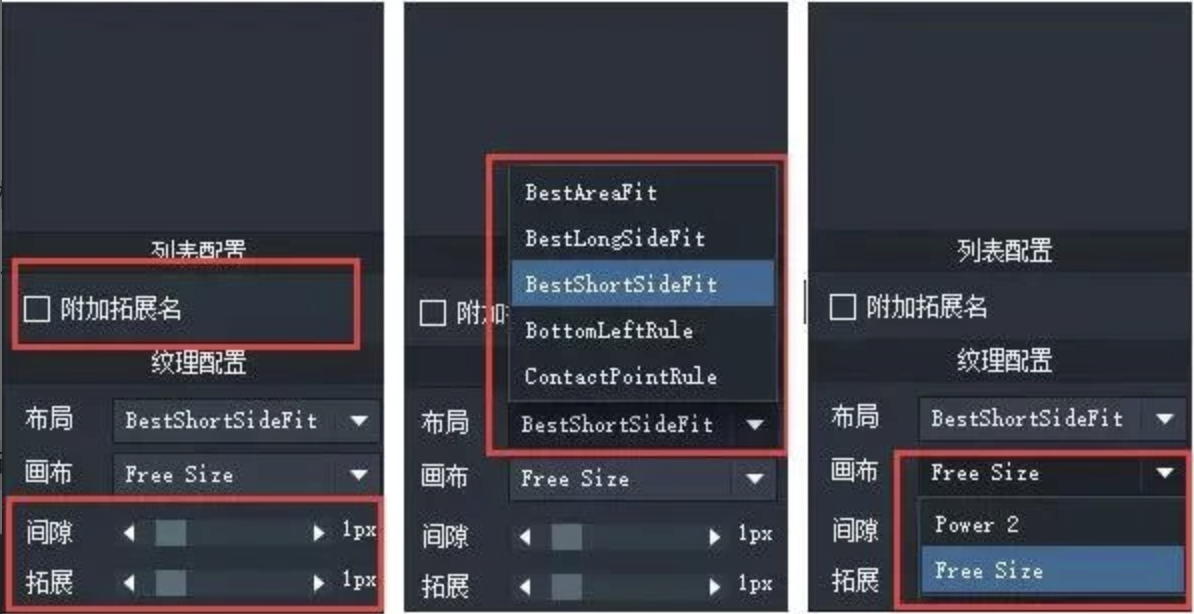 列表配置
附加拓展名
纹理配置
布局 BestShortSideFit
画布 Free Size
间隙 1px
拓展 1px
BestAreaFit
BestLongSideFit
BestShortSideFit
附加
BottomLeftRule
ContactPointRule
布局 BestShortSideFit
画布 Free Size
间隙 1px
拓展 1px
列表配置
附加拓展名
纹理配置
布局 BestShortSideFit
画布 Free Size
间隙 Power 2
拓展 Free Size